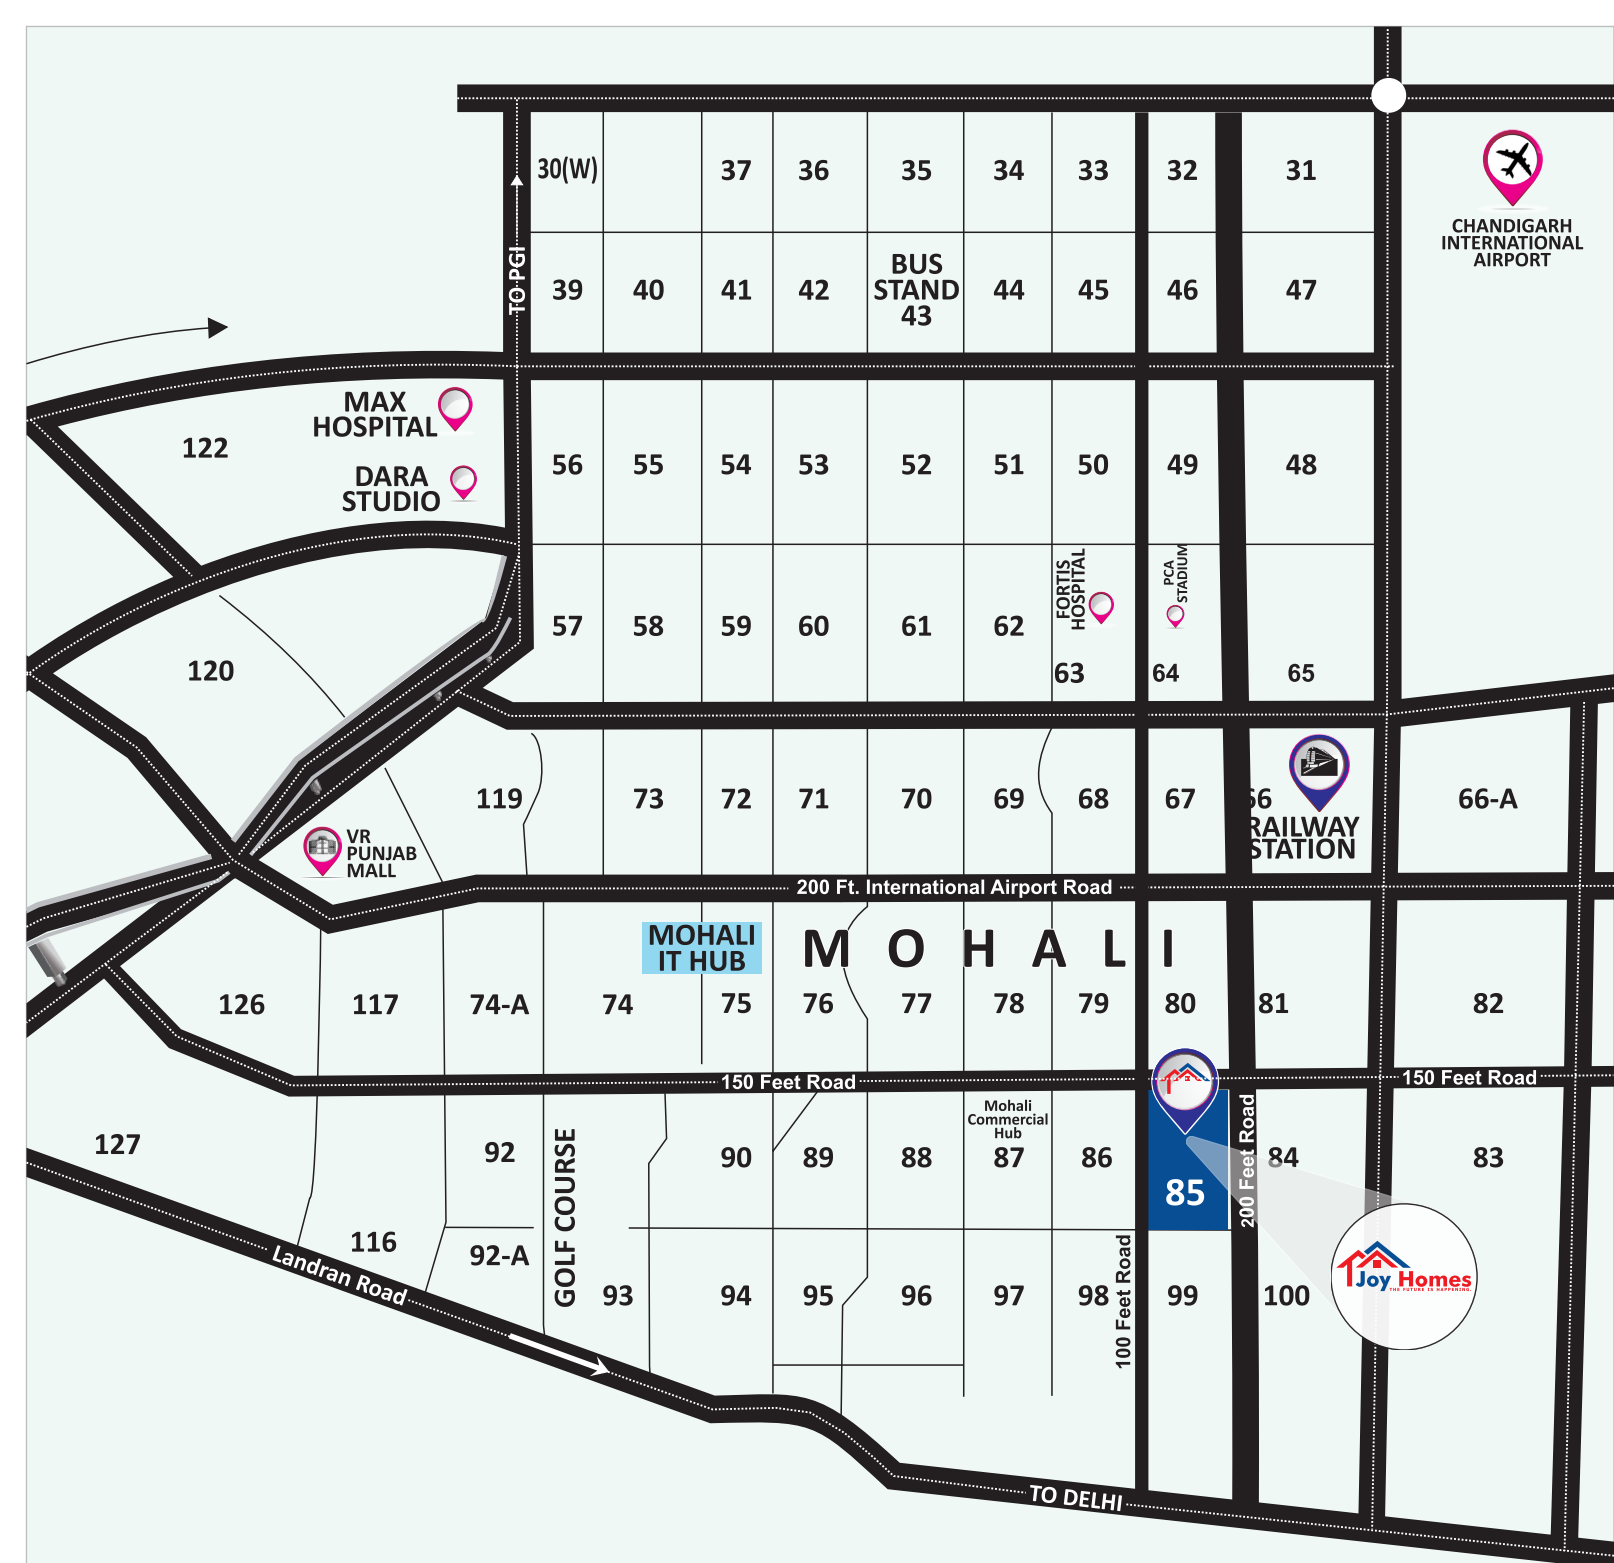 30(W)
37
36
35
34
33
32
31
CHANDIGARH
INTERNATIONAL
AIRPORT
TO PGI
39
40
41
42
BUS
STAND
43
44
45
46
47
MAX
HOSPITAL
122
DARA
STUDIO
56
55
54
53
52
51
50
49
48
FORTIS
HOSPITAL
PCA
STADIUM
57
58
59
60
61
62
63
64
65
120
119
73
72
71
70
69
68
67
66
RAILWAY
STATION
66-A
VR
PUNJAB
MALL
200 Ft. International Airport Road
MOHALI
IT HUB
MOHALI
126
117
74-A
74
75
76
77
78
79
80
81
82
150 Feet Road
150 Feet Road
127
92
GOLF COURSE
90
89
88
Mohali
Commercial
Hub
87
86
85
200 Feet Road
84
83
116
92-A
93
94
95
96
97
98
100 Feet Road
99
100
Joy Homes
THE FUTURE IS HAPPENING.
Landran Road
TO DELHI